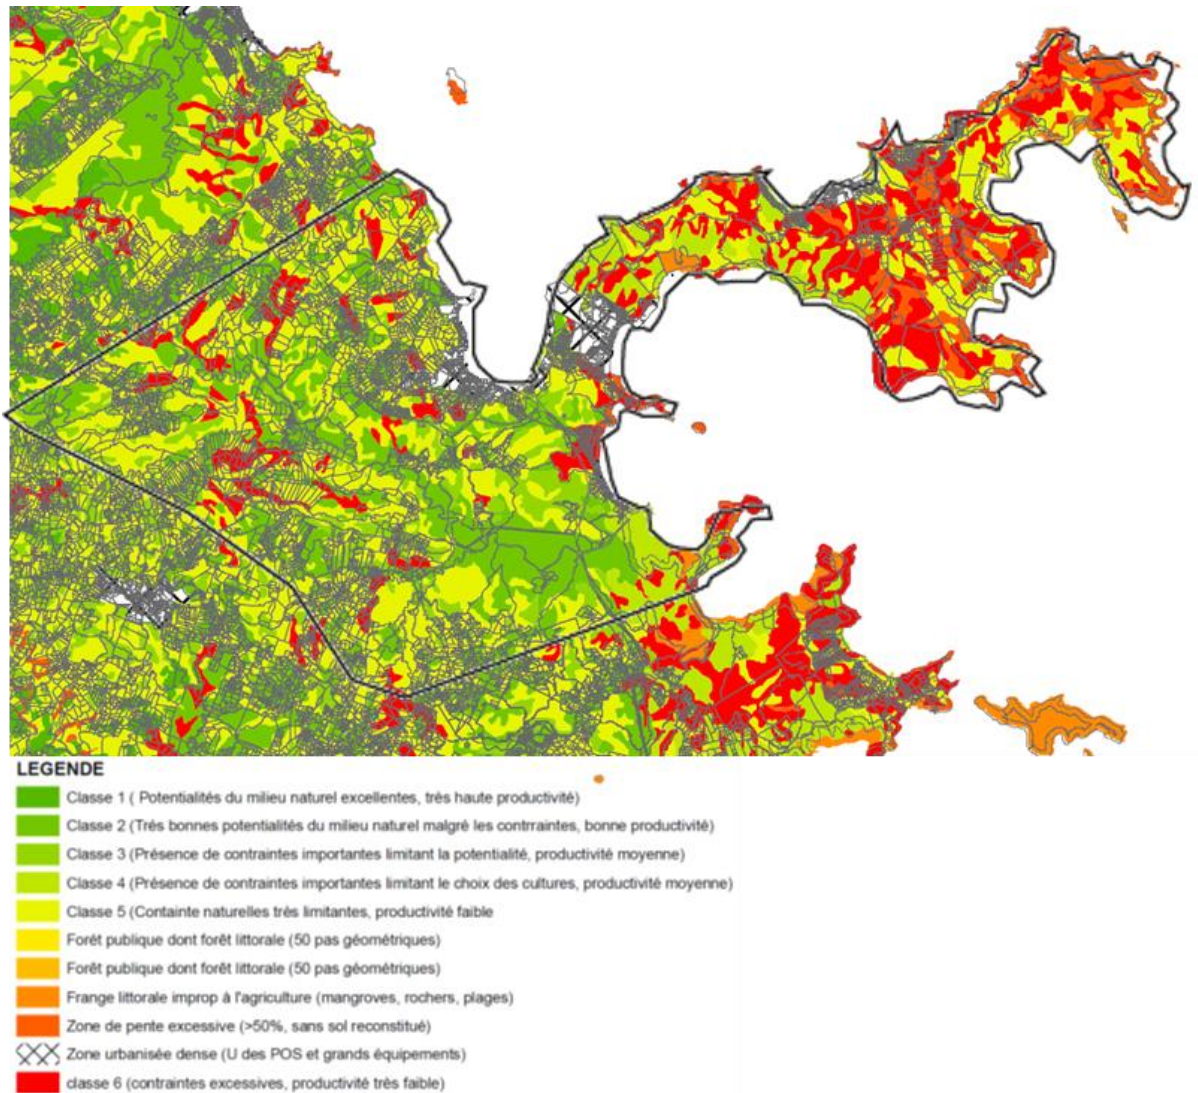 LEGENDE
Classe 1 ( Potentialités du milieu naturel excellentes, très haute productivité)
Classe 2 (Trés bonnes potentialités du milieu naturel malgré les contrraintes, bonne productivité)
Classe 3 (Présence de contraintes importantes limitant la potentialité, productivité moyenne)
Classe 4 (Présence de contraintes importantes limitant le choix des cultures, productivité moyenne)
Classe 5 (Containte naturelles très limitantes, productivité faible
Forêt publique dont forêt littorale (50 pas géométriques)
Forêt publique dont forêt littorale (50 pas géométriques)
Frange littorale improp à l'agriculture (mangroves, rochers, plages)
Zone de pente excessive (>50%, sans sol reconstitué)
Zone urbanisée dense (U des POS et grands équipements)
classe 6 (contraintes excessives, productivité très faible)